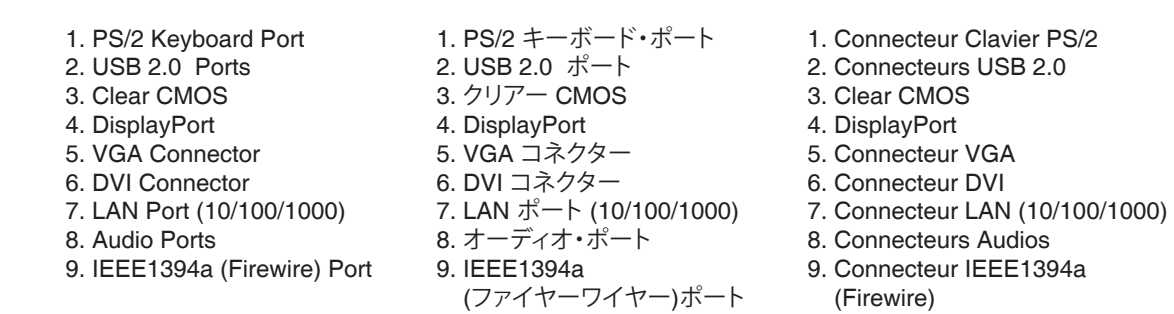 1. PS/2 Keyboard Port
2. USB 2.0  Ports
3. Clear CMOS
4. DisplayPort
5. VGA Connector
6. DVI Connector
7. LAN Port (10/100/1000)
8. Audio Ports
9. IEEE1394a (Firewire) Port
1. PS/2 キーボード・ポート
2. USB 2.0  ポート
3. クリアー CMOS
4. DisplayPort
5. VGA コネクター
6. DVI コネクター
7. LAN ポート (10/100/1000)
8. オーディオ・ポート
9. IEEE1394a
(ファイヤーワイヤー)ポート
1. Connecteur Clavier PS/2
2. Connecteurs USB 2.0
3. Clear CMOS
4. DisplayPort
5. Connecteur VGA
6. Connecteur DVI
7. Connecteur LAN (10/100/1000)
8. Connecteurs Audios
9. Connecteur IEEE1394a
(Firewire)